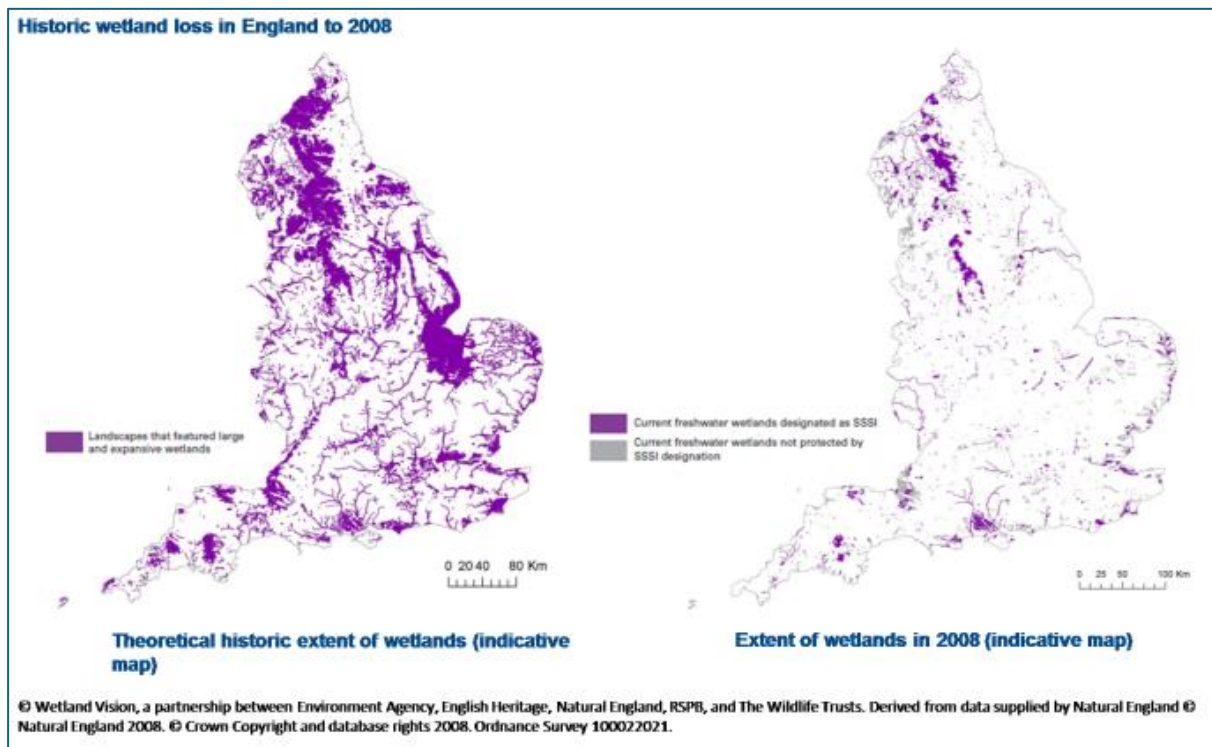 Historic wetland loss in England to 2008
Landscapes that featured large
and expansive wetlands
0 20 40 80 Km
Current freshwater wetlands designated as SSSI
Current freshwater wetlands not protected by
SSSI designation
0 25 50 100 Km
Theoretical historic extent of wetlands (indicative
map)
Extent of wetlands in 2008 (indicative map)
© Wetland Vision, a partnership between Environment Agency, English Heritage, Natural England, RSPB, and The Wildlife Trusts. Derived from data supplied by Natural England ©
Natural England 2008. © Crown Copyright and database rights 2008. Ordnance Survey 100022021.